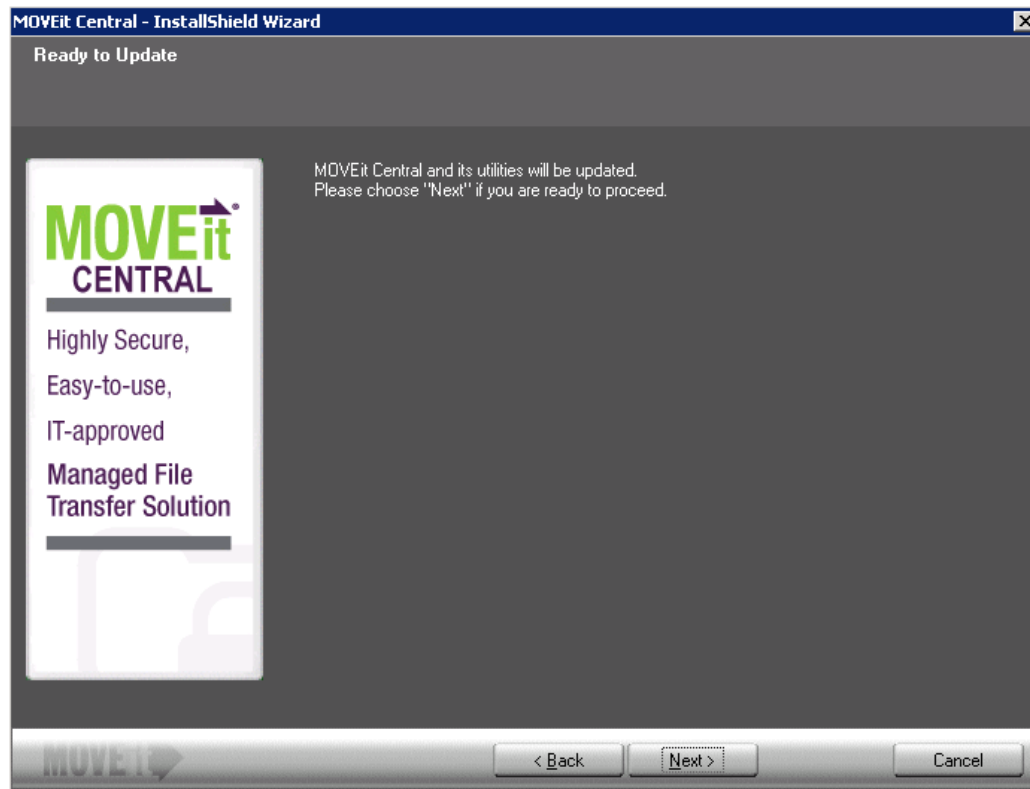 MOVEit Central - InstallShield Wizard
Ready to Update
MOVEit Central and its utilities will be updated.
Please choose "Next" if you are ready to proceed.
MOVEit
CENTRAL
Highly Secure,
Easy-to-use,
IT-approved
Managed File
Transfer Solution
MOVEit
< Back
Next >
Cancel